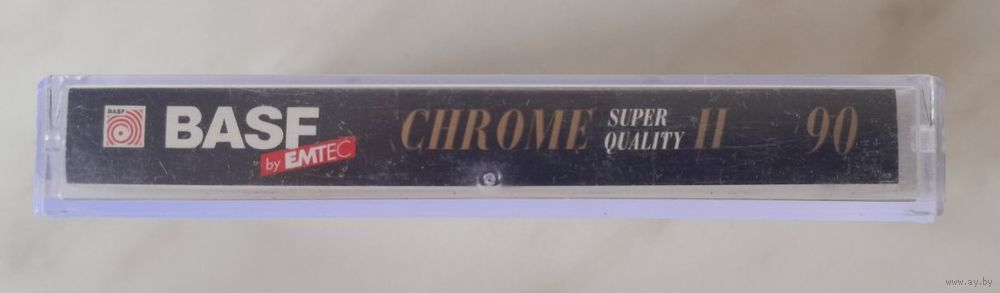 BASF
BASF
by EMTEC
CHROME SUPER QUALITY II 90
www.ay.by